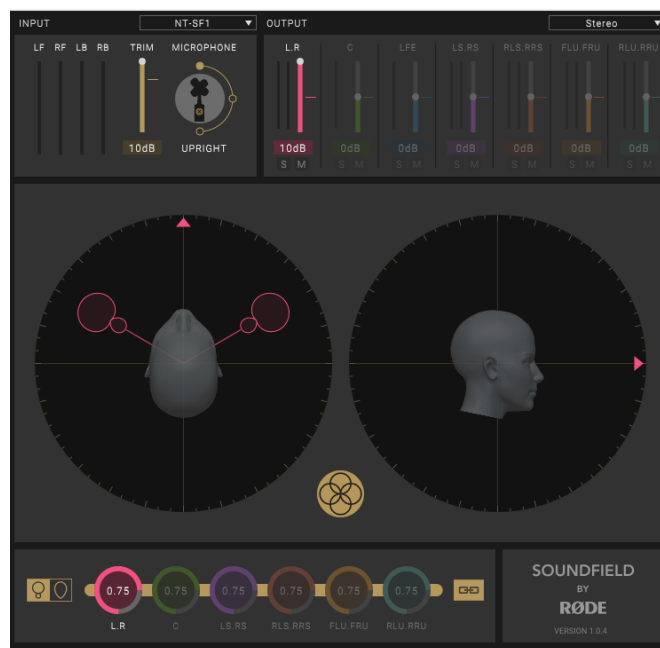 INPUT NT-SF1 OUTPUT Stereo
LF RF LB RB TRIM MICROPHONE L.R C LFE LS.RS RLS.RRS FLU.FRU RLU.RRU
10dB UPRIGHT 10dB 0dB 0dB 0dB 0dB 0dB 0dB
S M S M S M S M S M S M S M
0.75 0.75 0.75 0.75 0.75 0.75
L.R C LS.RS RLS.RRS FLU.FRU RLU.RRU
SOUNDFIELD
BY
RØDE
VERSION 1.0.4